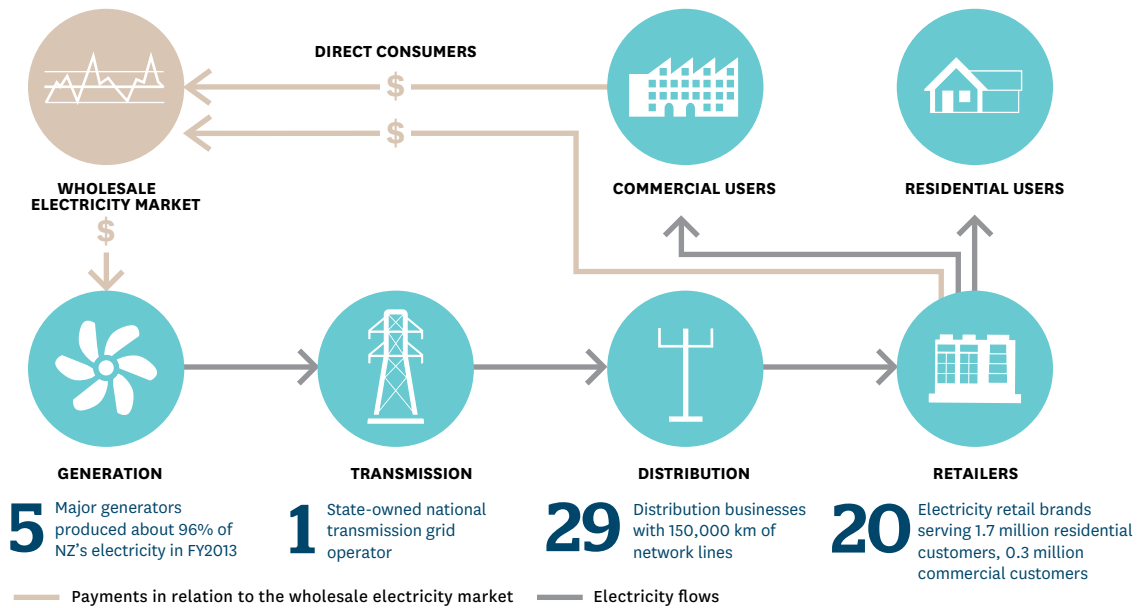 DIRECT CONSUMERS
$
$
WHOLESALE
ELECTRICITY MARKET
COMMERCIAL USERS
RESIDENTIAL USERS
$
GENERATION
TRANSMISSION
DISTRIBUTION
RETAILERS
5
Major generators
produced about 96% of
NZ's electricity in FY2013
1
State-owned national
transmission grid
operator
29
Distribution businesses
with 150,000 km of
network lines
20
Electricity retail brands
serving 1.7 million residential
customers, 0.3 million
commercial customers
Payments in relation to the wholesale electricity market
Electricity flows